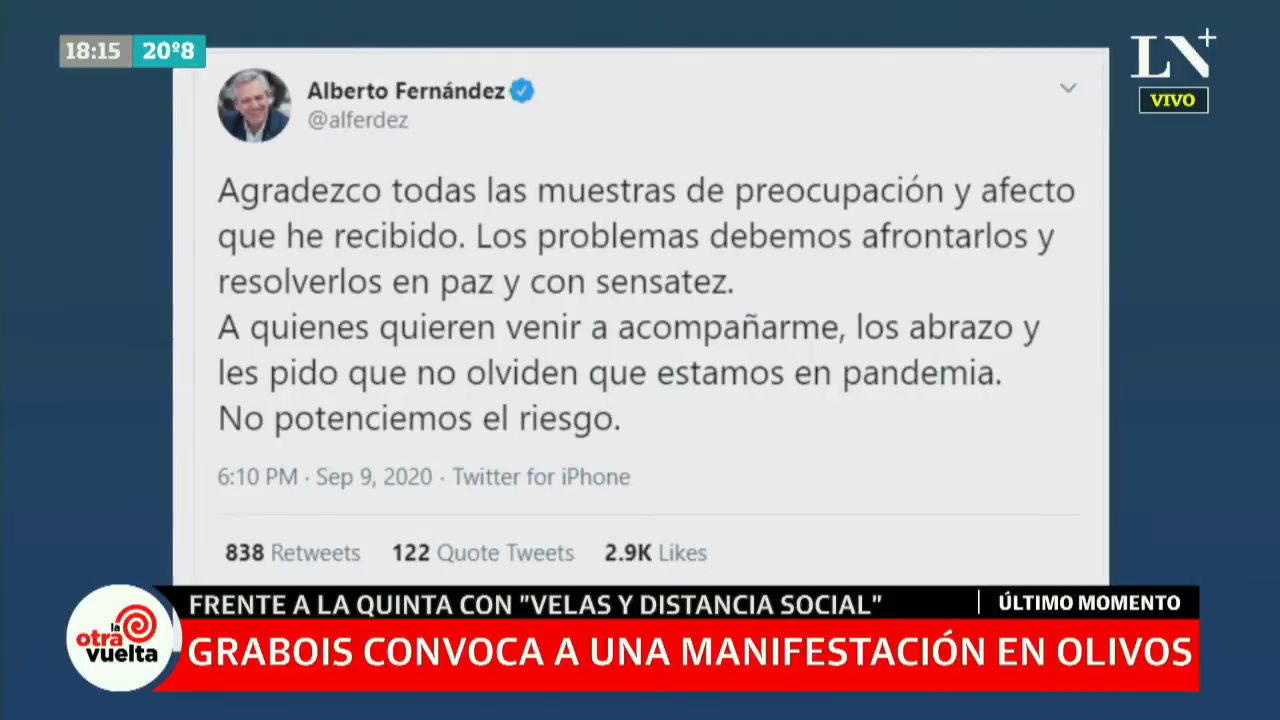 18:15 20º8
LN+
VIVO
Alberto Fernández
@alferdez
Agradezco todas las muestras de preocupación y afecto
que he recibido. Los problemas debemos afrontarlos y
resolverlos en paz y con sensatez.
A quienes quieren venir a acompañarme, los abrazo y
les pido que no olviden que estamos en pandemia.
No potenciemos el riesgo.
6:10 PM · Sep 9, 2020 · Twitter for iPhone
838 Retweets 122 Quote Tweets 2.9K Likes
FRENTE A LA QUINTA CON "VELAS Y DISTANCIA SOCIAL"
ÚLTIMO MOMENTO
la
otra
vuelta
GRABOIS CONVOCA A UNA MANIFESTACIÓN EN OLIVOS